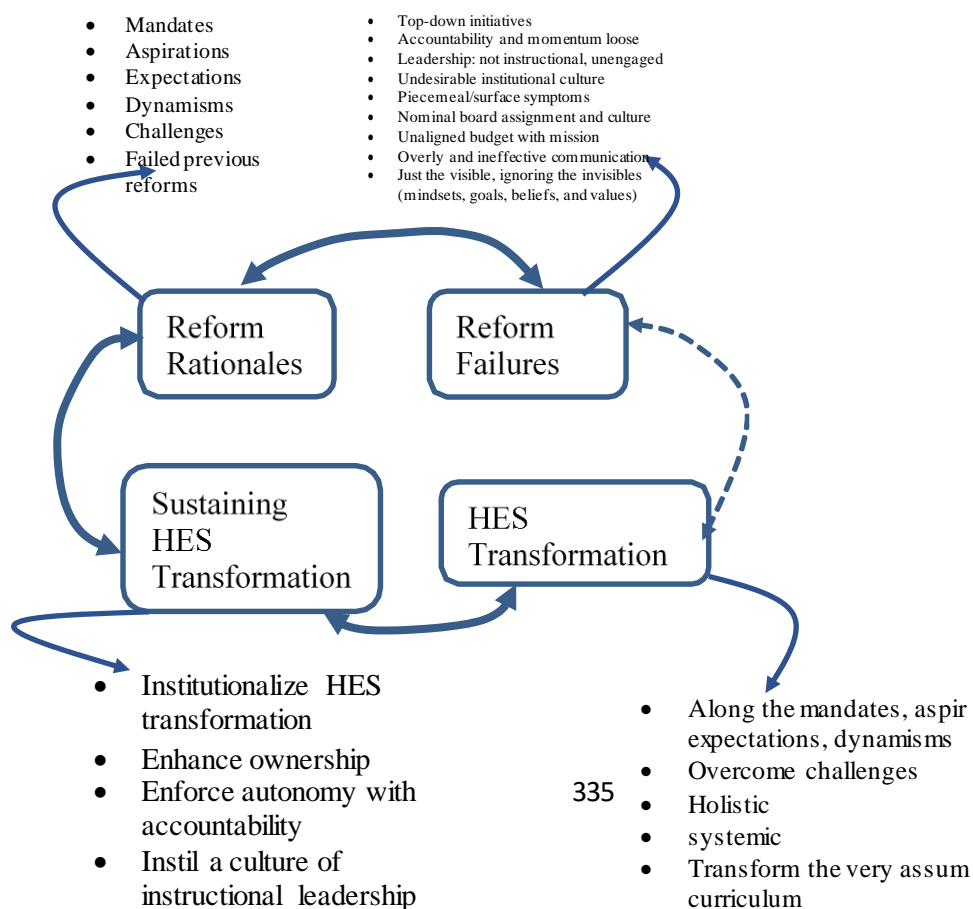 • Mandates
• Aspirations
• Expectations
• Dynamisms
• Challenges
• Failed previous
reforms
• Top-down initiatives
• Accountability and momentum loose
• Leadership: not instructional, unengaged
• Undesirable institutional culture
• Piecemeal/surface symptoms
• Nominal board assignment and culture
• Unaligned budget with mission
• Overly and ineffective communication
• Just the visible, ignoring the invisibles
(mindsets, goals, beliefs, and values)
Reform
Rationales
Reform
Failures
Sustaining
HES
Transformation
HES
Transformation
• Institutionalize HES
transformation
• Enhance ownership
• Enforce autonomy with
accountability
• Instil a culture of
instructional leadership
335
• Along the mandates, aspir
expectations, dynamisms
• Overcome challenges
• Holistic
• systemic
• Transform the very assum
curriculum